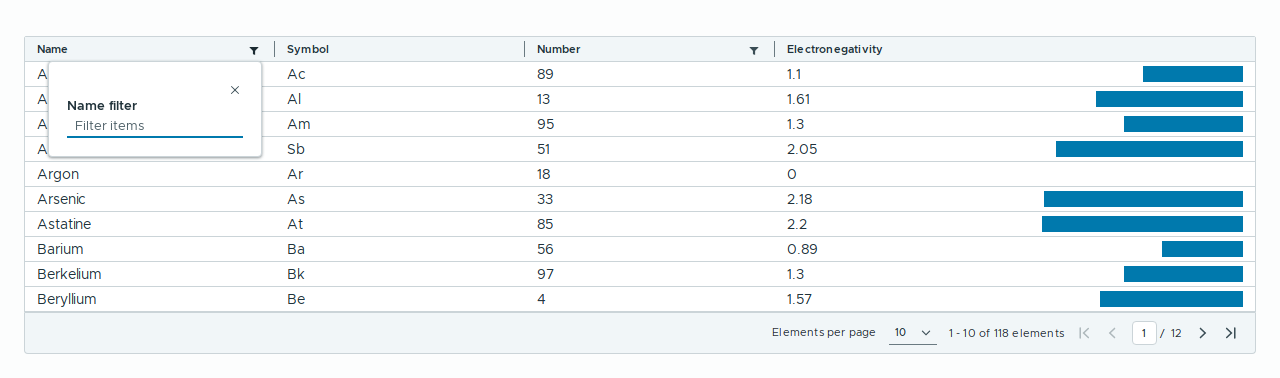 Name Symbol Number Electronegativity
A Ac 89 1.1
A Al 13 1.61
Name filter
A Am 95 1.3
Filter items
A Sb 51 2.05
Argon Ar 18 0
Arsenic As 33 2.18
Astatine At 85 2.2
Barium Ba 56 0.89
Berkelium Bk 97 1.3
Beryllium Be 4 1.57
Elements per page 10 1 - 10 of 118 elements 1 / 12